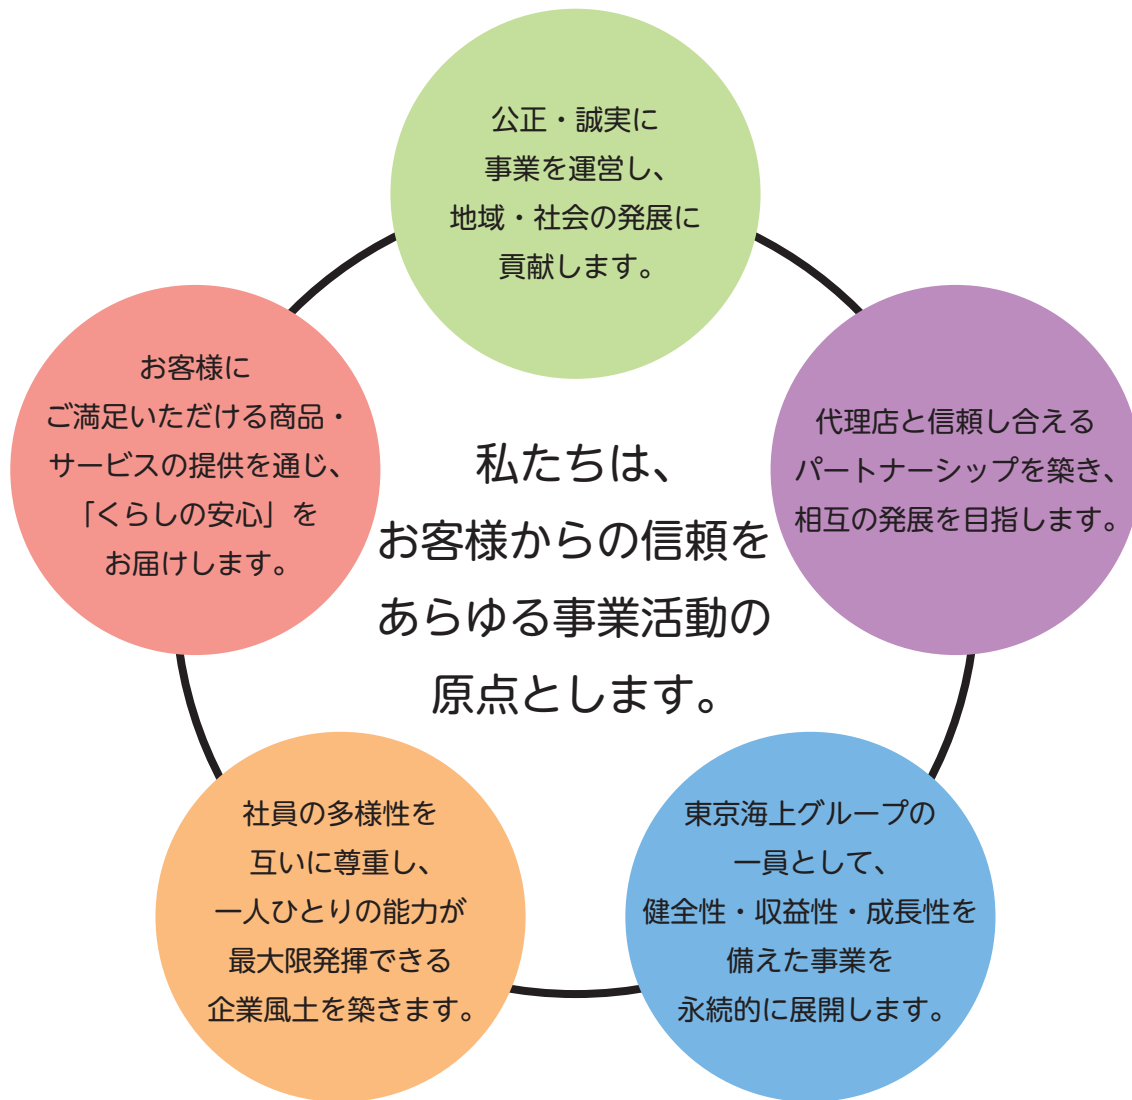 公正・誠実に
事業を運営し、
地域・社会の発展に
貢献します。
お客様に
ご満足いただける商品・
サービスの提供を通じ、
「くらしの安心」を
お届けします。
私たちは、
お客様からの信頼を
あらゆる事業活動の
原点とします。
代理店と信頼し合える
パートナーシップを築き、
相互の発展を目指します。
社員の多様性を
互いに尊重し、
一人ひとりの能力が
最大限発揮できる
企業風土を築きます。
東京海上グループの
一員として、
健全性・収益性・成長性を
備えた事業を
永続的に展開します。